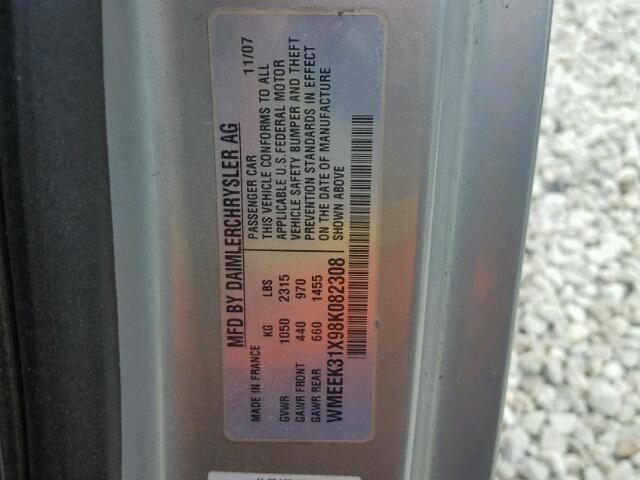 MFD BY DAIMLERCHRYSLER AG
PASSENGER CAR 11/07
THIS VEHICLE CONFORMS TO ALL
APPLICABLE U.S. FEDERAL MOTOR
VEHICLE SAFETY BUMPER AND THEFT
PREVENTION STANDARDS IN EFFECT
ON THE DATE OF MANUFACTURE
SHOWN ABOVE
MADE IN FRANCE KG LBS
GVWR 1050 2315
GAWR FRONT 440 970
GAWR REAR 660 1455
WMEEK31X98K082308